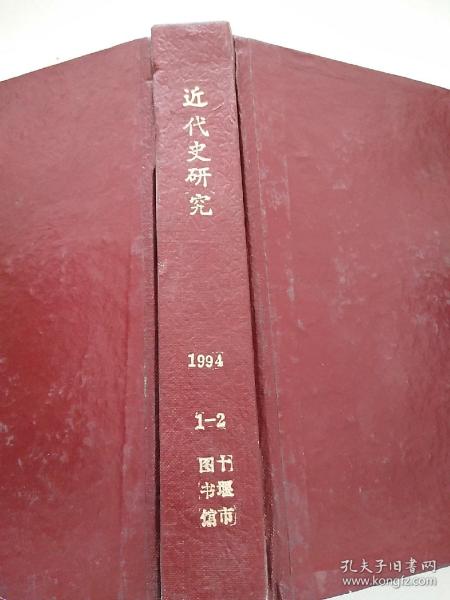 近代史研究
1994
1-2
十堰市
图书馆
孔夫子旧书网
www.kongfz.com